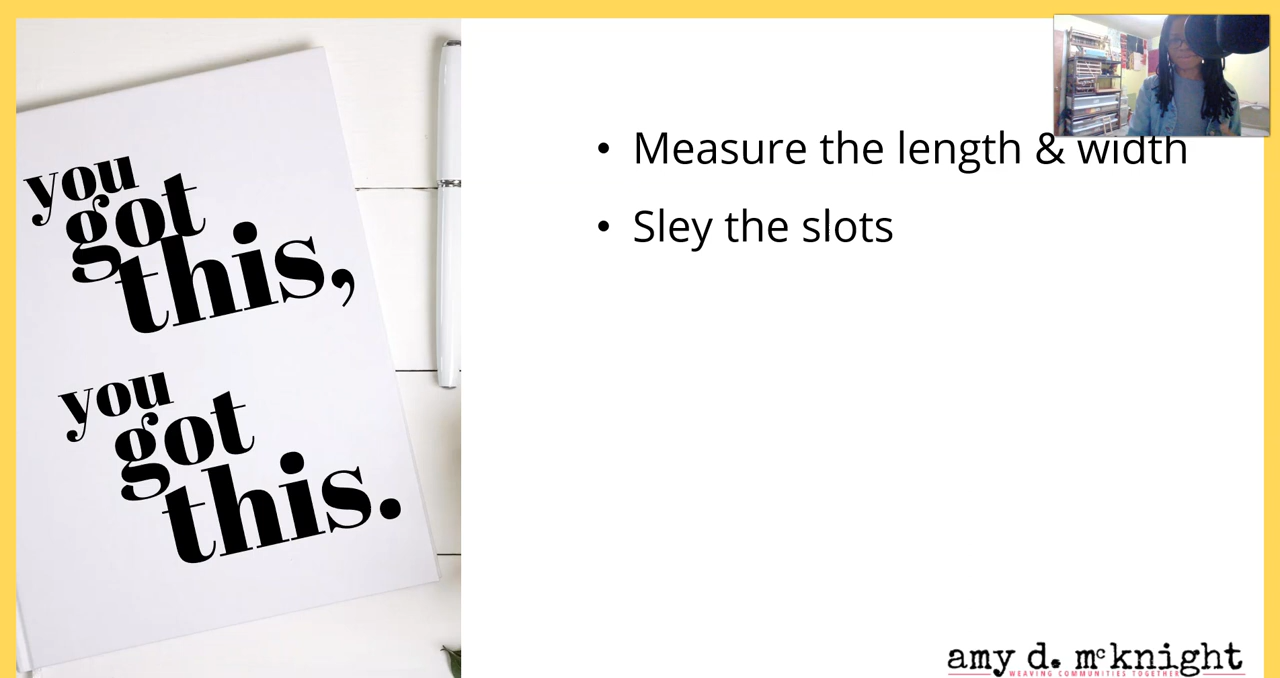 you
got
this,
you
got
this.
• Measure the length & width
• Sley the slots
amy d. mcknight
WEAVING COMMUNITIES TOGETHER